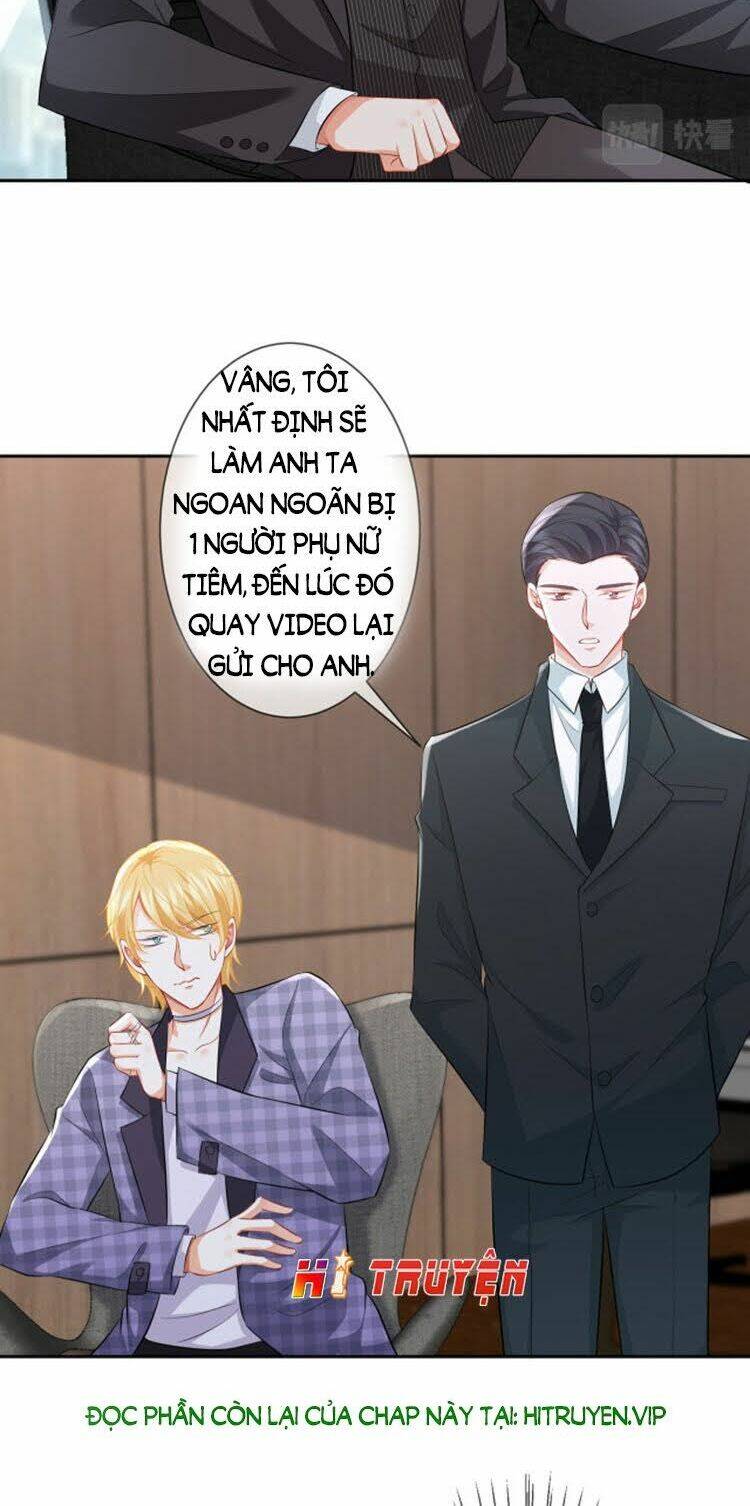 快看
VÂNG, TÔI
NHẤT ĐỊNH SẼ
LÀM ANH TA
NGOAN NGOÃN BỊ
1 NGƯỜI PHỤ NỮ
TIÊM, ĐẾN LÚC ĐÓ
QUAY VIDEO LẠI
GỬI CHO ANH.
HI TRUYỆN
ĐỌC PHẦN CÒN LẠI CỦA CHAP NÀY TẠI: HITRUYEN.VIP